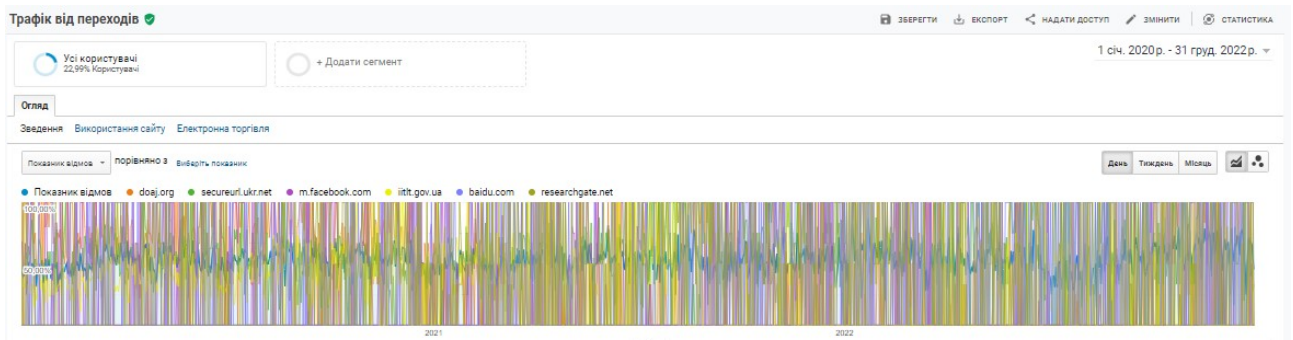 Трафік від переходів
ЗБЕРЕГТИ ЕКСПОРТ НАДАТИ ДОСТУП ЗМІНИТИ СТАТИСТИКА
Усі користувачі
22,99% Користувачі
+ Додати сегмент
1 січ. 2020 р. - 31 груд. 2022 р.
Огляд
Зведення Використання сайту Електронна торгівля
Показник відмов порівняно з Виберіть показник
День Тиждень Місяць
Показник відмов doaj.org secureurl.ukr.net m.facebook.com iitlt.gov.ua baidu.com researchgate.net
100,00%
50,00%
2021 2022